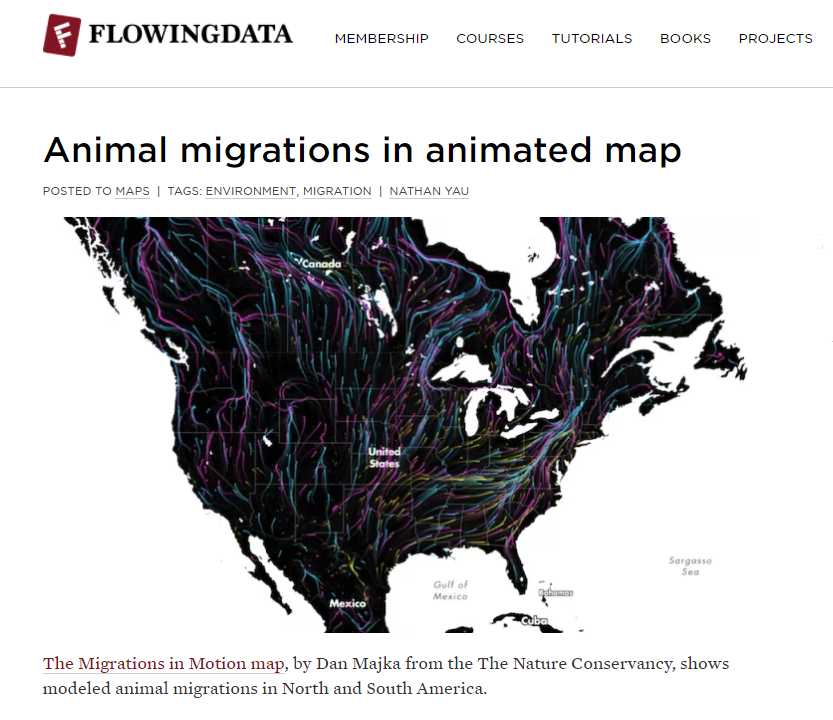 FLOWINGDATA
MEMBERSHIP COURSES TUTORIALS BOOKS PROJECTS
Animal migrations in animated map
POSTED TO MAPS | TAGS: ENVIRONMENT, MIGRATION | NATHAN YAU
Canada
United
States
Sargasso
Sea
Gulf of
Mexico
Bahamas
Mexico
Cuba
The Migrations in Motion map, by Dan Majka from the The Nature Conservancy, shows
modeled animal migrations in North and South America.